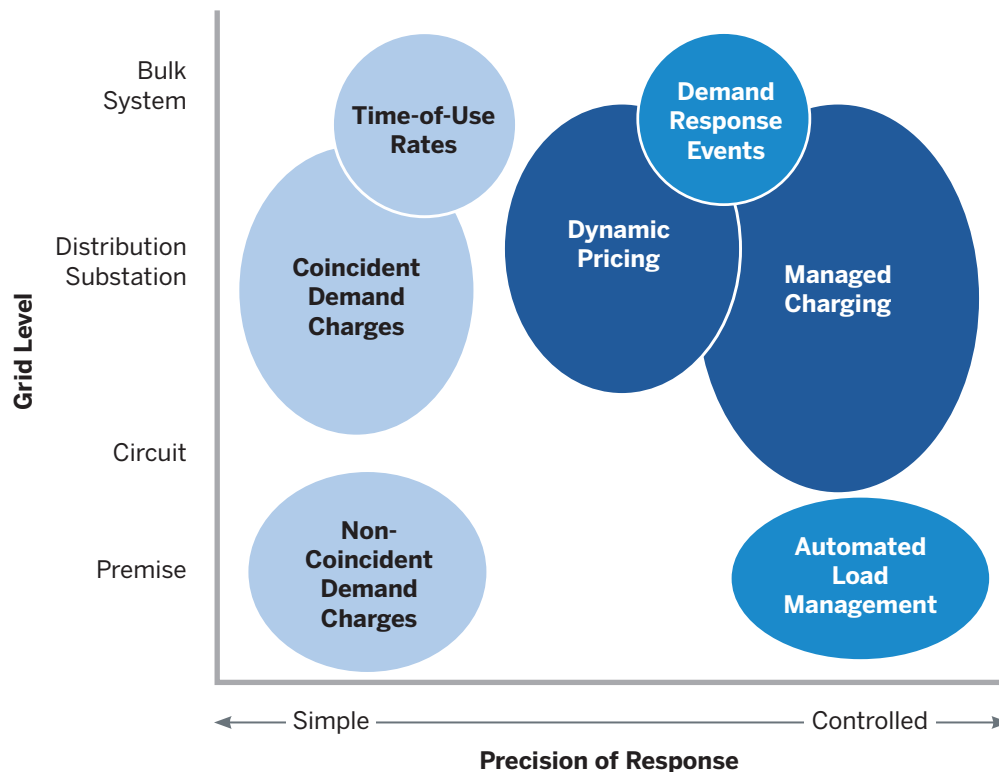 Grid Level
Bulk
System
Distribution
Substation
Circuit
Premise
Time-of-Use
Rates
Coincident
Demand
Charges
Non-
Coincident
Demand
Charges
Demand
Response
Events
Dynamic
Pricing
Managed
Charging
Automated
Load
Management
Simple
Controlled
Precision of Response